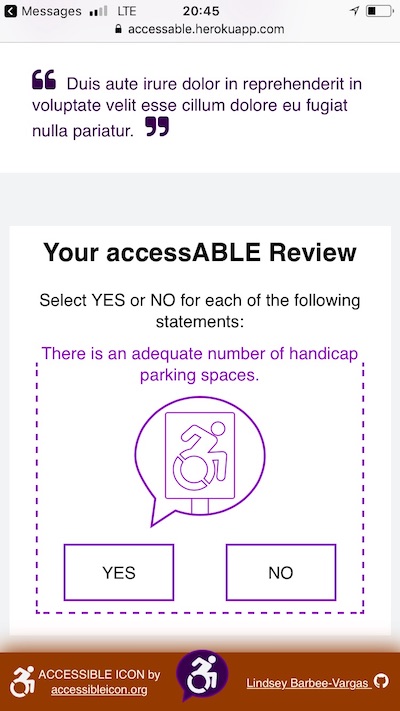 Messages LTE 20:45
accessable.herokuapp.com
❝ Duis aute irure dolor in reprehenderit in
voluptate velit esse cillum dolore eu fugiat
nulla pariatur. ❞
Your accessABLE Review
Select YES or NO for each of the following
statements:
There is an adequate number of handicap
parking spaces.
YES NO
ACCESSIBLE ICON by
accessibleicon.org
Lindsey Barbee-Vargas